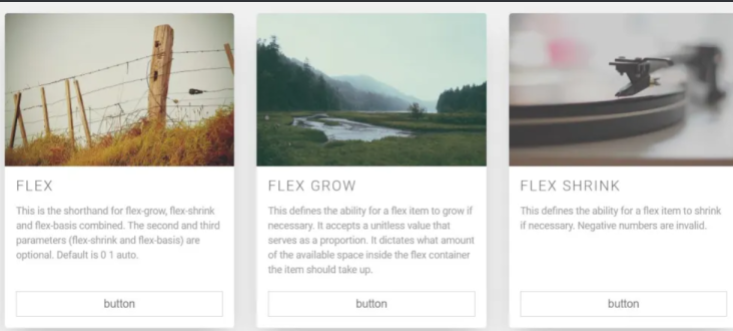 FLEX
This is the shorthand for flex-grow, flex-shrink
and flex-basis combined. The second and third
parameters (flex-shrink and flex-basis) are
optional. Default is 0 1 auto.
button
FLEX GROW
This defines the ability for a flex item to grow if
necessary. It accepts a unitless value that
serves as a proportion. It dictates what amount
of the available space inside the flex container
the item should take up.
button
FLEX SHRINK
This defines the ability for a flex item to shrink
if necessary. Negative numbers are invalid.
button